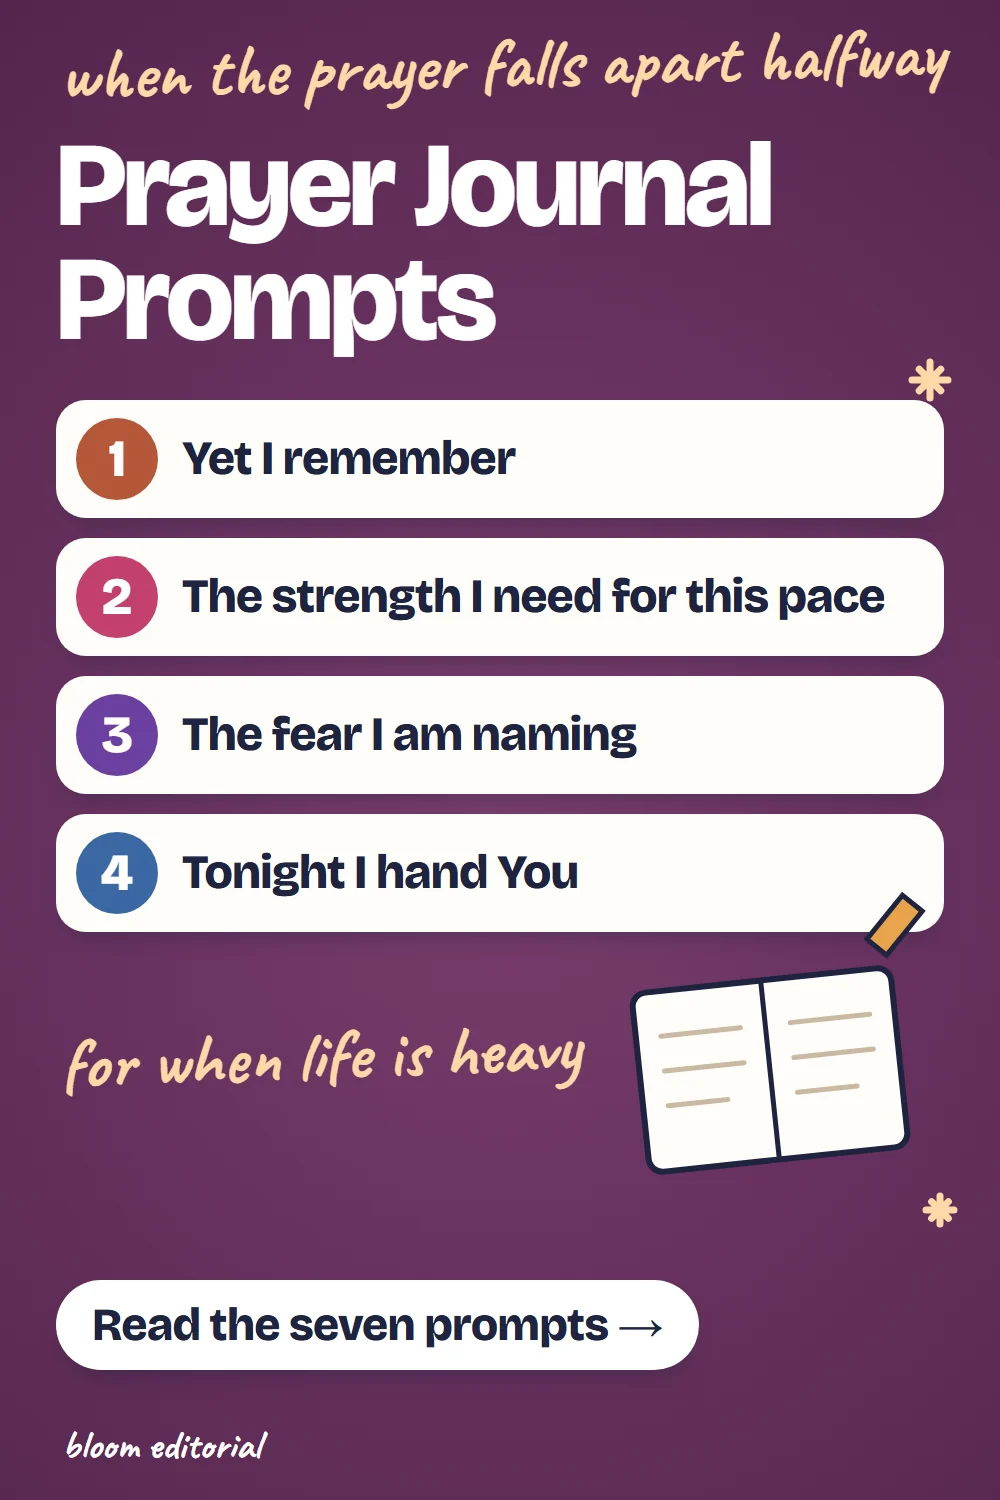 when the prayer falls apart halfway
Prayer Journal
Prompts
1 Yet I remember
2 The strength I need for this pace
3 The fear I am naming
4 Tonight I hand You
for when life is heavy
Read the seven prompts →
bloom editorial